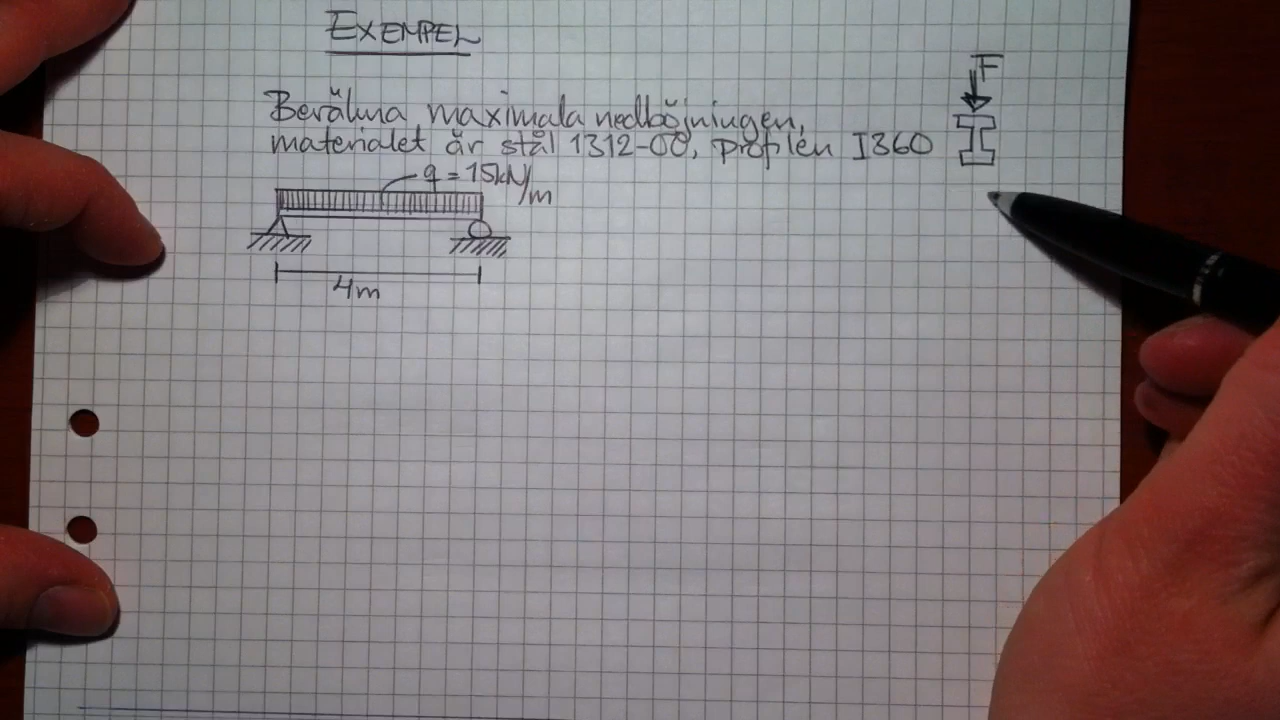 EXEMPEL
F
Beräkna maximala nedböjningen,
materialet är stål 1312-00, profilen I360
q = 15kN/m
4m